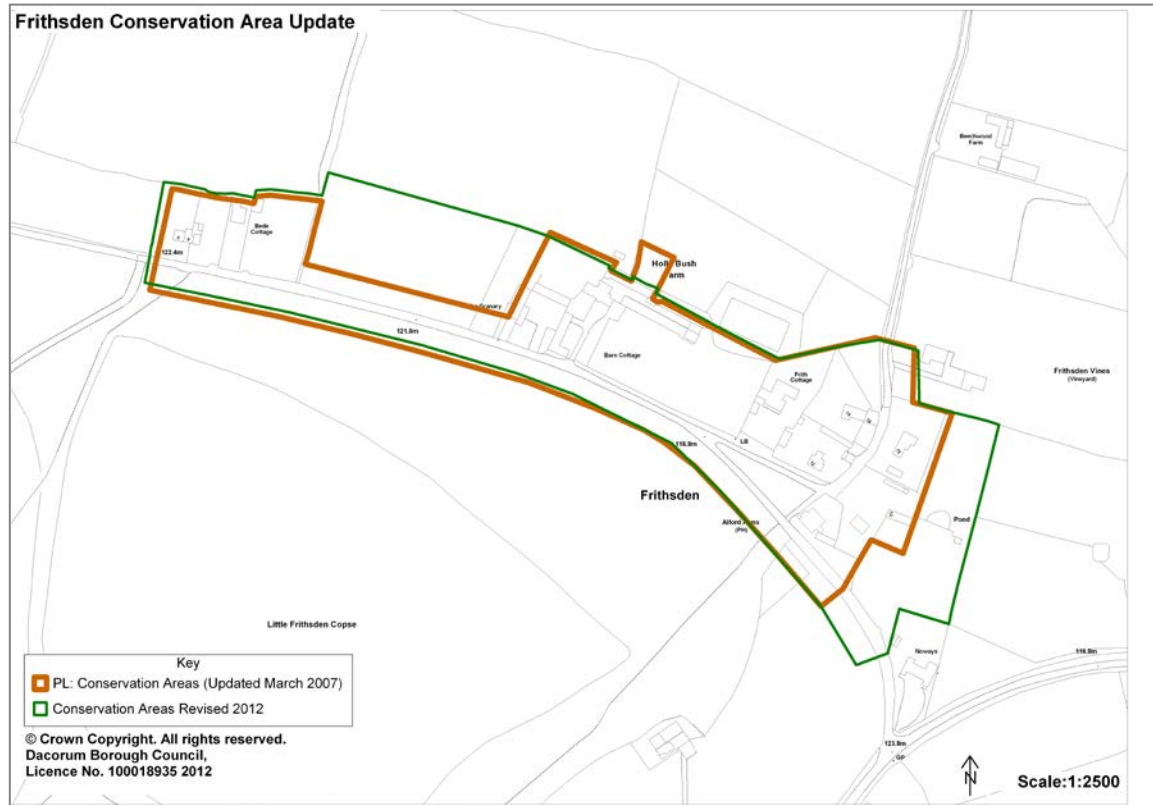 Frithsden Conservation Area Update
Beechwood
Farm
Bede
Cottage
122.4m
Holly Bush
Farm
Granary
121.9m
Barn Cottage
Frith
Cottage
Frithsden Vines
(Vineyard)
LB
118.9m
Frithsden
Alford Arms
(PH)
Pond
Little Frithsden Copse
Noways
116.9m
123.9m
GP
Key
PL: Conservation Areas (Updated March 2007)
Conservation Areas Revised 2012
© Crown Copyright. All rights reserved.
Dacorum Borough Council,
Licence No. 100018935 2012
N
Scale:1:2500